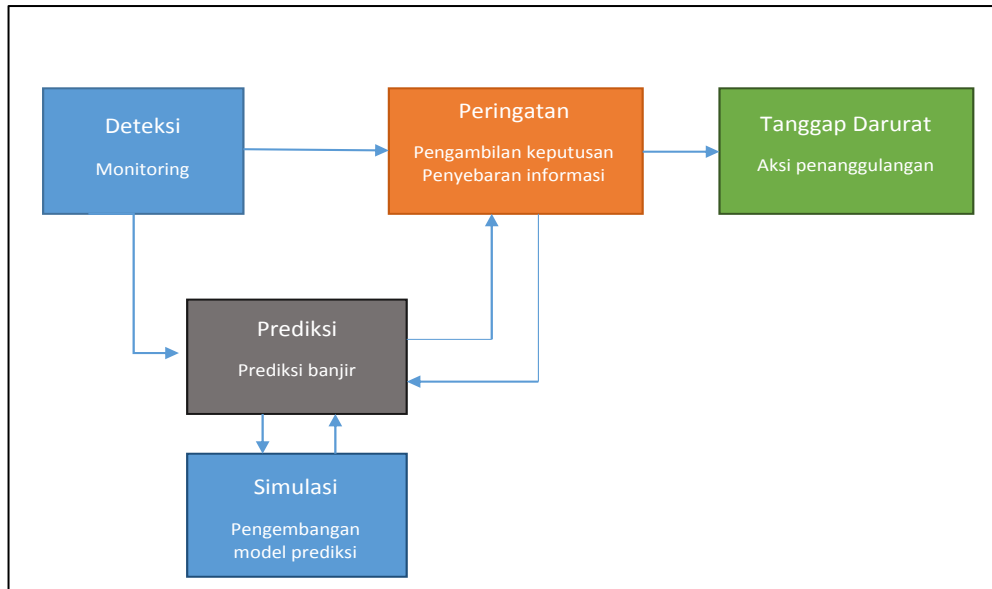 Deteksi
Monitoring
Peringatan
Pengambilan keputusan
Penyebaran informasi
Tanggap Darurat
Aksi penanggulangan
Prediksi
Prediksi banjir
Simulasi
Pengembangan
model prediksi